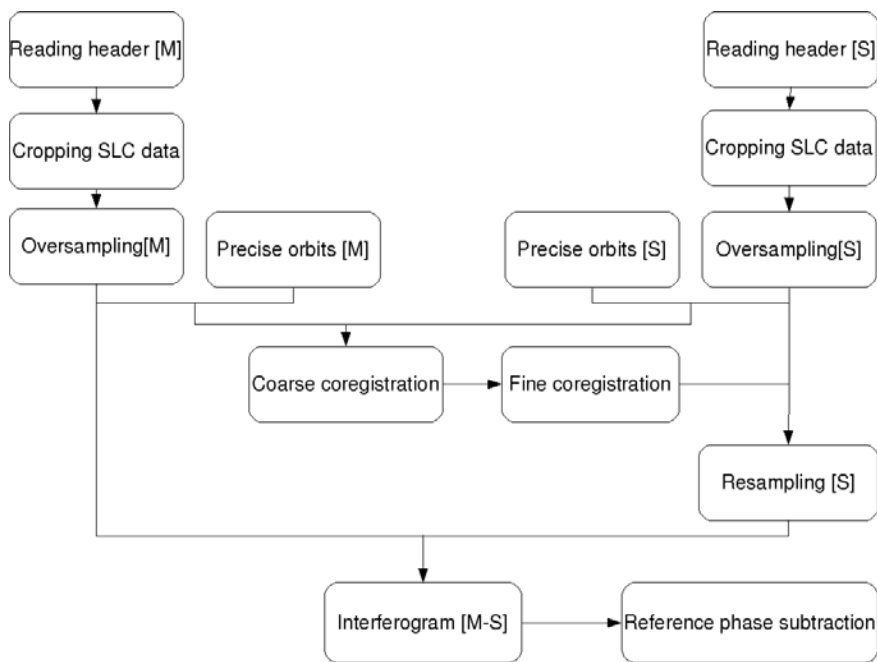 Reading header [M]
Reading header [S]
Cropping SLC data
Cropping SLC data
Oversampling[M]
Precise orbits [M]
Precise orbits [S]
Oversampling[S]
Coarse coregistration
Fine coregistration
Resampling [S]
Interferogram [M-S]
Reference phase subtraction